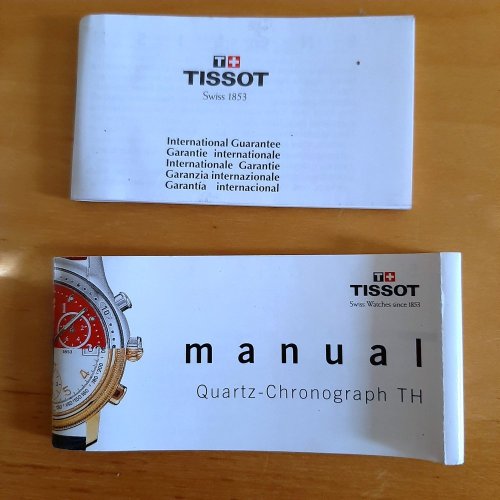 T+
TISSOT
Swiss 1853
International Guarantee
Garantie internationale
Internationale Garantie
Garanzia internazionale
Garantía internacional
T+
TISSOT
Swiss Watches since 1853
manual
Quartz-Chronograph TH
1853